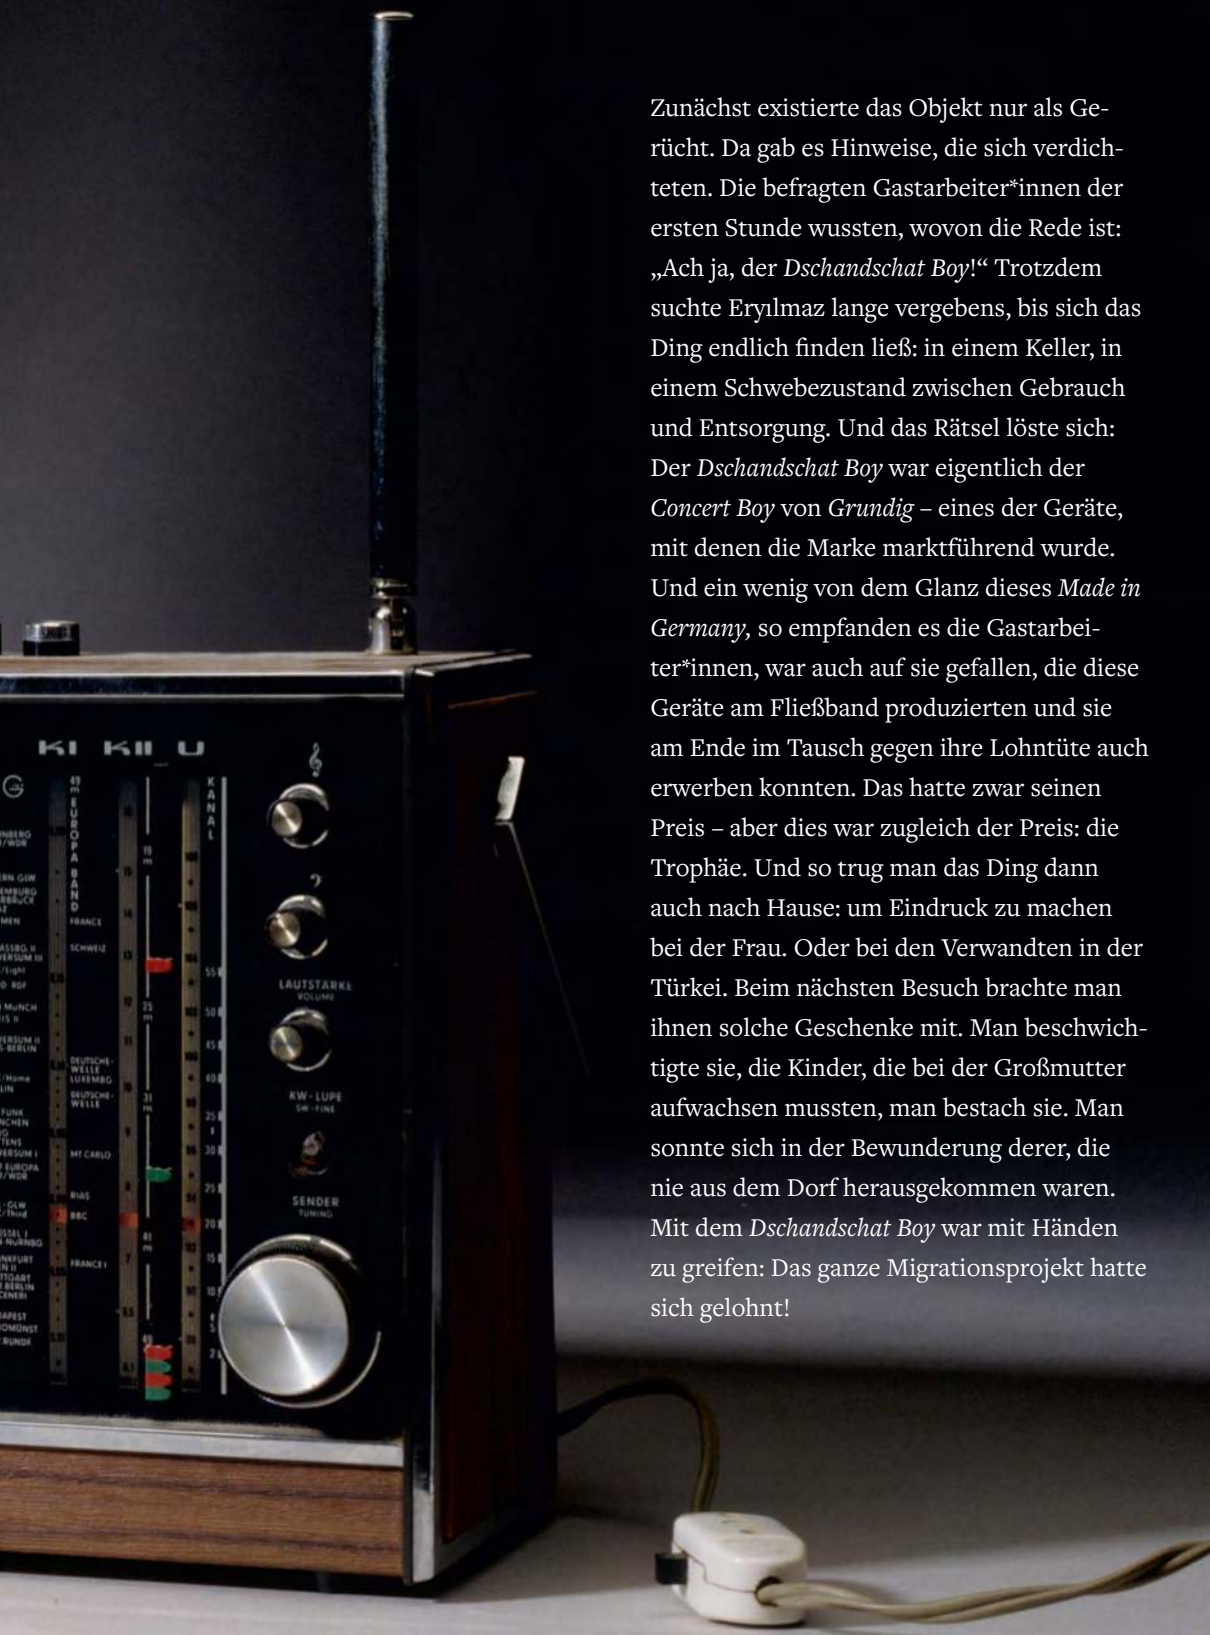 Zunächst existierte das Objekt nur als Ge-
rücht. Da gab es Hinweise, die sich verdich-
teten. Die befragten Gastarbeiter*innen der
ersten Stunde wussten, wovon die Rede ist:
„Ach ja, der Dschandschat Boy!“ Trotzdem
suchte Eryılmaz lange vergebens, bis sich das
Ding endlich finden ließ: in einem Keller, in
einem Schwebezustand zwischen Gebrauch
und Entsorgung. Und das Rätsel löste sich:
Der Dschandschat Boy war eigentlich der
Concert Boy von Grundig – eines der Geräte,
mit denen die Marke marktführend wurde.
Und ein wenig von dem Glanz dieses Made in
Germany, so empfanden es die Gastarbei-
ter*innen, war auch auf sie gefallen, die diese
Geräte am Fließband produzierten und sie
am Ende im Tausch gegen ihre Lohntüte auch
erwerben konnten. Das hatte zwar seinen
Preis – aber dies war zugleich der Preis: die
Trophäe. Und so trug man das Ding dann
auch nach Hause: um Eindruck zu machen
bei der Frau. Oder bei den Verwandten in der
Türkei. Beim nächsten Besuch brachte man
ihnen solche Geschenke mit. Man beschwich-
tigte sie, die Kinder, die bei der Großmutter
aufwachsen mussten, man bestach sie. Man
sonnte sich in der Bewunderung derer, die
nie aus dem Dorf herausgekommen waren.
Mit dem Dschandschat Boy war mit Händen
zu greifen: Das ganze Migrationsprojekt hatte
sich gelohnt!
KI KII U
49 m EUROPA BAND
KANAL
FRANCE
SCHWEIZ
DEUTSCHE-
WELLE
LUXEMBG
DEUTSCHE-
WELLE
MT CARLO
RIAS
BBC
FRANCE I
LAUTSTÄRKE
VOLUME
KW-LUPE
SW-FINE
SENDER
TUNING